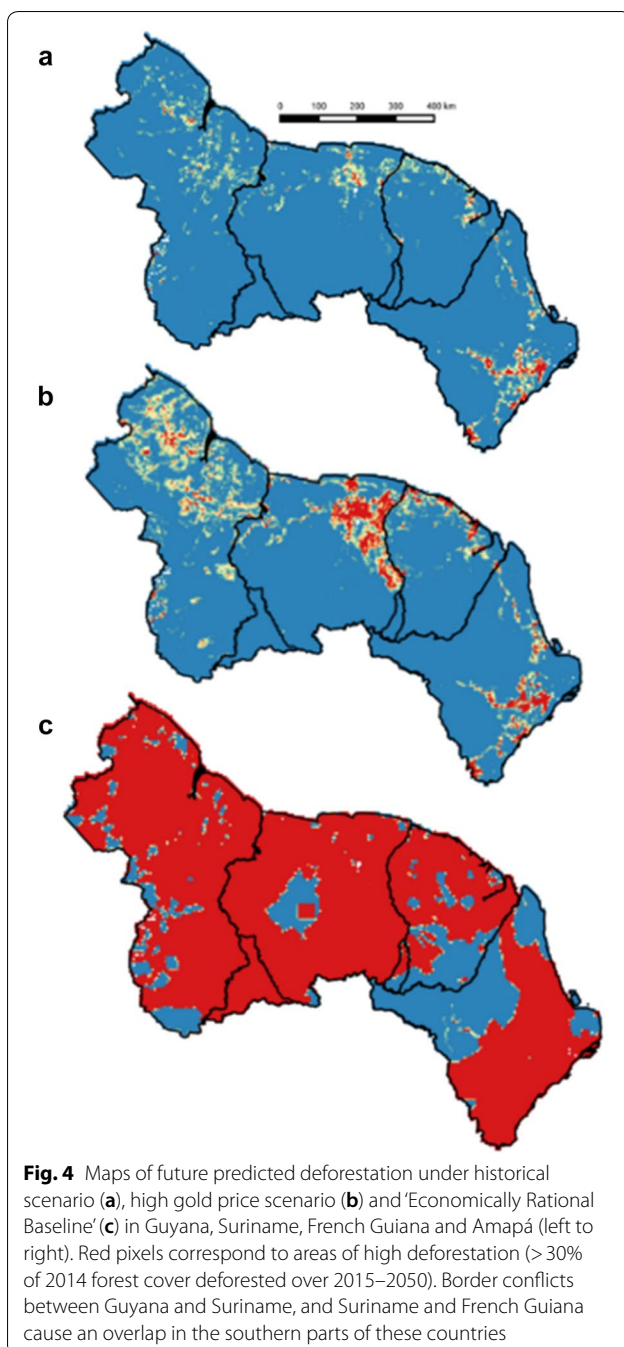 a
0 100 200 300 400 km
b
c
Fig. 4 Maps of future predicted deforestation under historical
scenario (a), high gold price scenario (b) and ‘Economically Rational
Baseline’ (c) in Guyana, Suriname, French Guiana and Amapá (left to
right). Red pixels correspond to areas of high deforestation (> 30%
of 2014 forest cover deforested over 2015–2050). Border conflicts
between Guyana and Suriname, and Suriname and French Guiana
cause an overlap in the southern parts of these countries